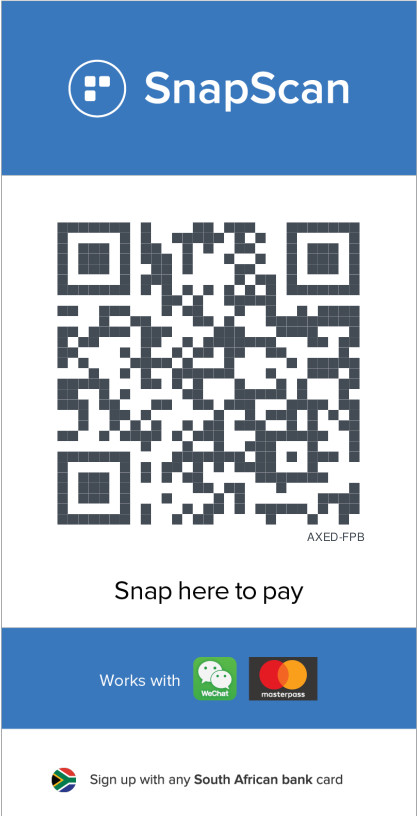 SnapScan
AXED-FPB
Snap here to pay
Works with
WeChat
masterpass
Sign up with any South African bank card